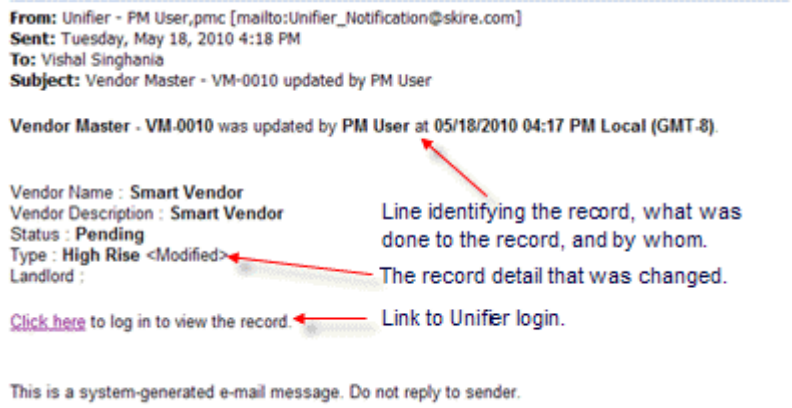 From: Unifier - PM User,pmc [mailto:Unifier_Notification@skire.com]
Sent: Tuesday, May 18, 2010 4:18 PM
To: Vishal Singhania
Subject: Vendor Master - VM-0010 updated by PM User
Vendor Master - VM-0010 was updated by PM User at 05/18/2010 04:17 PM Local (GMT-8).
Vendor Name : Smart Vendor
Vendor Description : Smart Vendor
Status : Pending
Type : High Rise <Modified>
Landlord :
Line identifying the record, what was
done to the record, and by whom.
The record detail that was changed.
Click here to log in to view the record.
Link to Unifier login.
This is a system-generated e-mail message. Do not reply to sender.